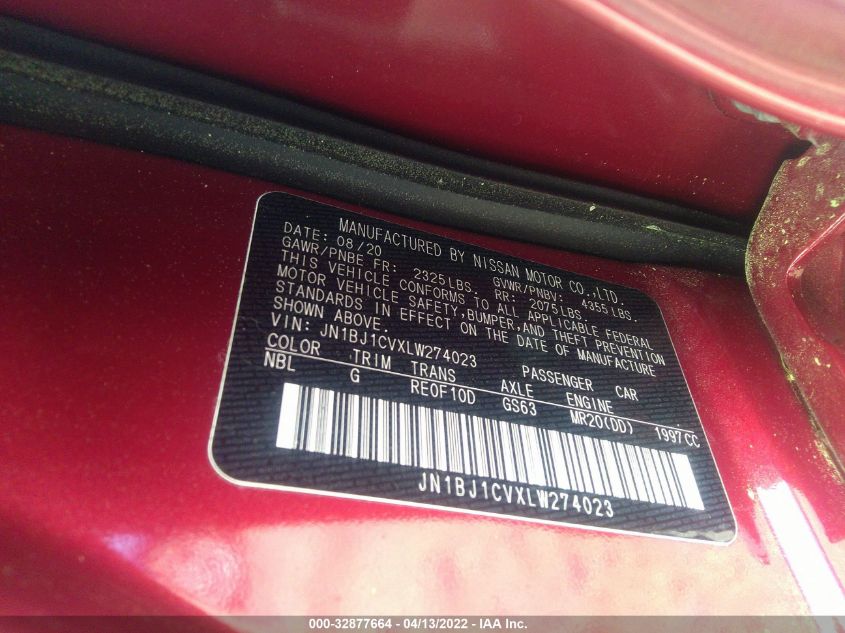 MANUFACTURED BY NISSAN MOTOR CO.,LTD.
DATE: 08/20 GVWR/PNBV: 4355LBS.
GAWR/PNBE FR: 2325LBS. RR: 2075LBS.
THIS VEHICLE CONFORMS TO ALL APPLICABLE FEDERAL
MOTOR VEHICLE SAFETY,BUMPER,AND THEFT PREVENTION
STANDARDS IN EFFECT ON THE DATE OF MANUFACTURE
SHOWN ABOVE.
VIN: JN1BJ1CVXLW274023 PASSENGER CAR
COLOR TRIM TRANS AXLE ENGINE
NBL G RE0F10D GS63 MR20(DD) 1997CC
JN1BJ1CVXLW274023
000-32877664 - 04/13/2022 - IAA Inc.